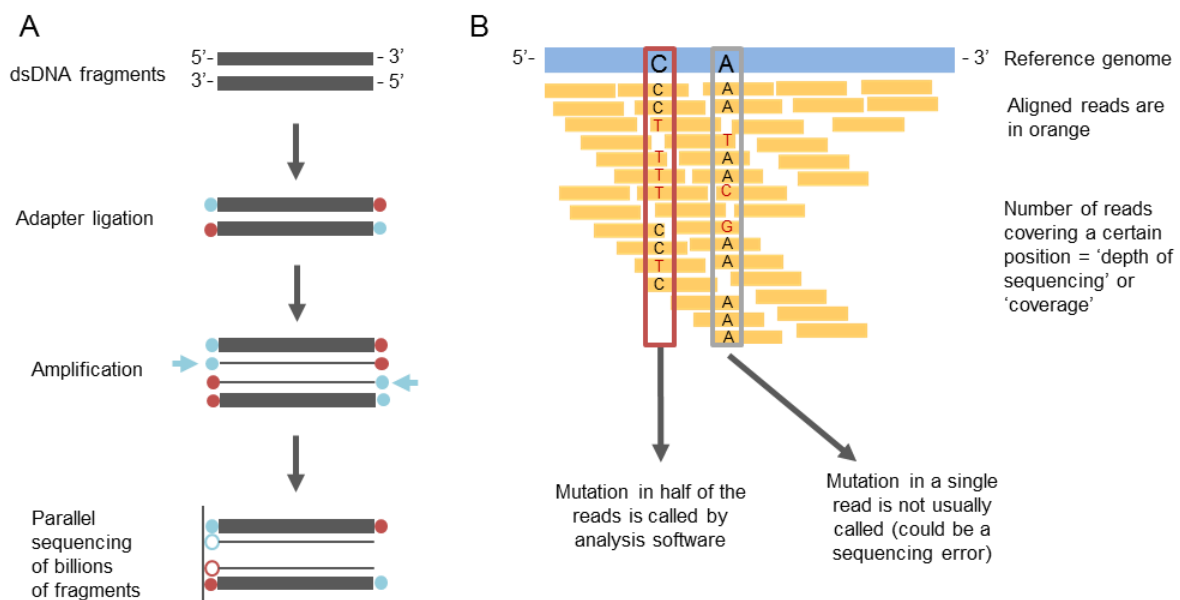 A
5’-
- 3’
dsDNA fragments
3’-
- 5’
Adapter ligation
Amplification
Parallel
sequencing
of billions
of fragments
B
5’-
C
A
- 3’
Reference genome
C
C
T
T
T
T
C
C
T
C
A
A
T
A
A
C
G
A
A
A
A
A
Aligned reads are
in orange
Number of reads
covering a certain
position = ‘depth of
sequencing’ or
‘coverage’
Mutation in half of the
reads is called by
analysis software
Mutation in a single
read is not usually
called (could be a
sequencing error)